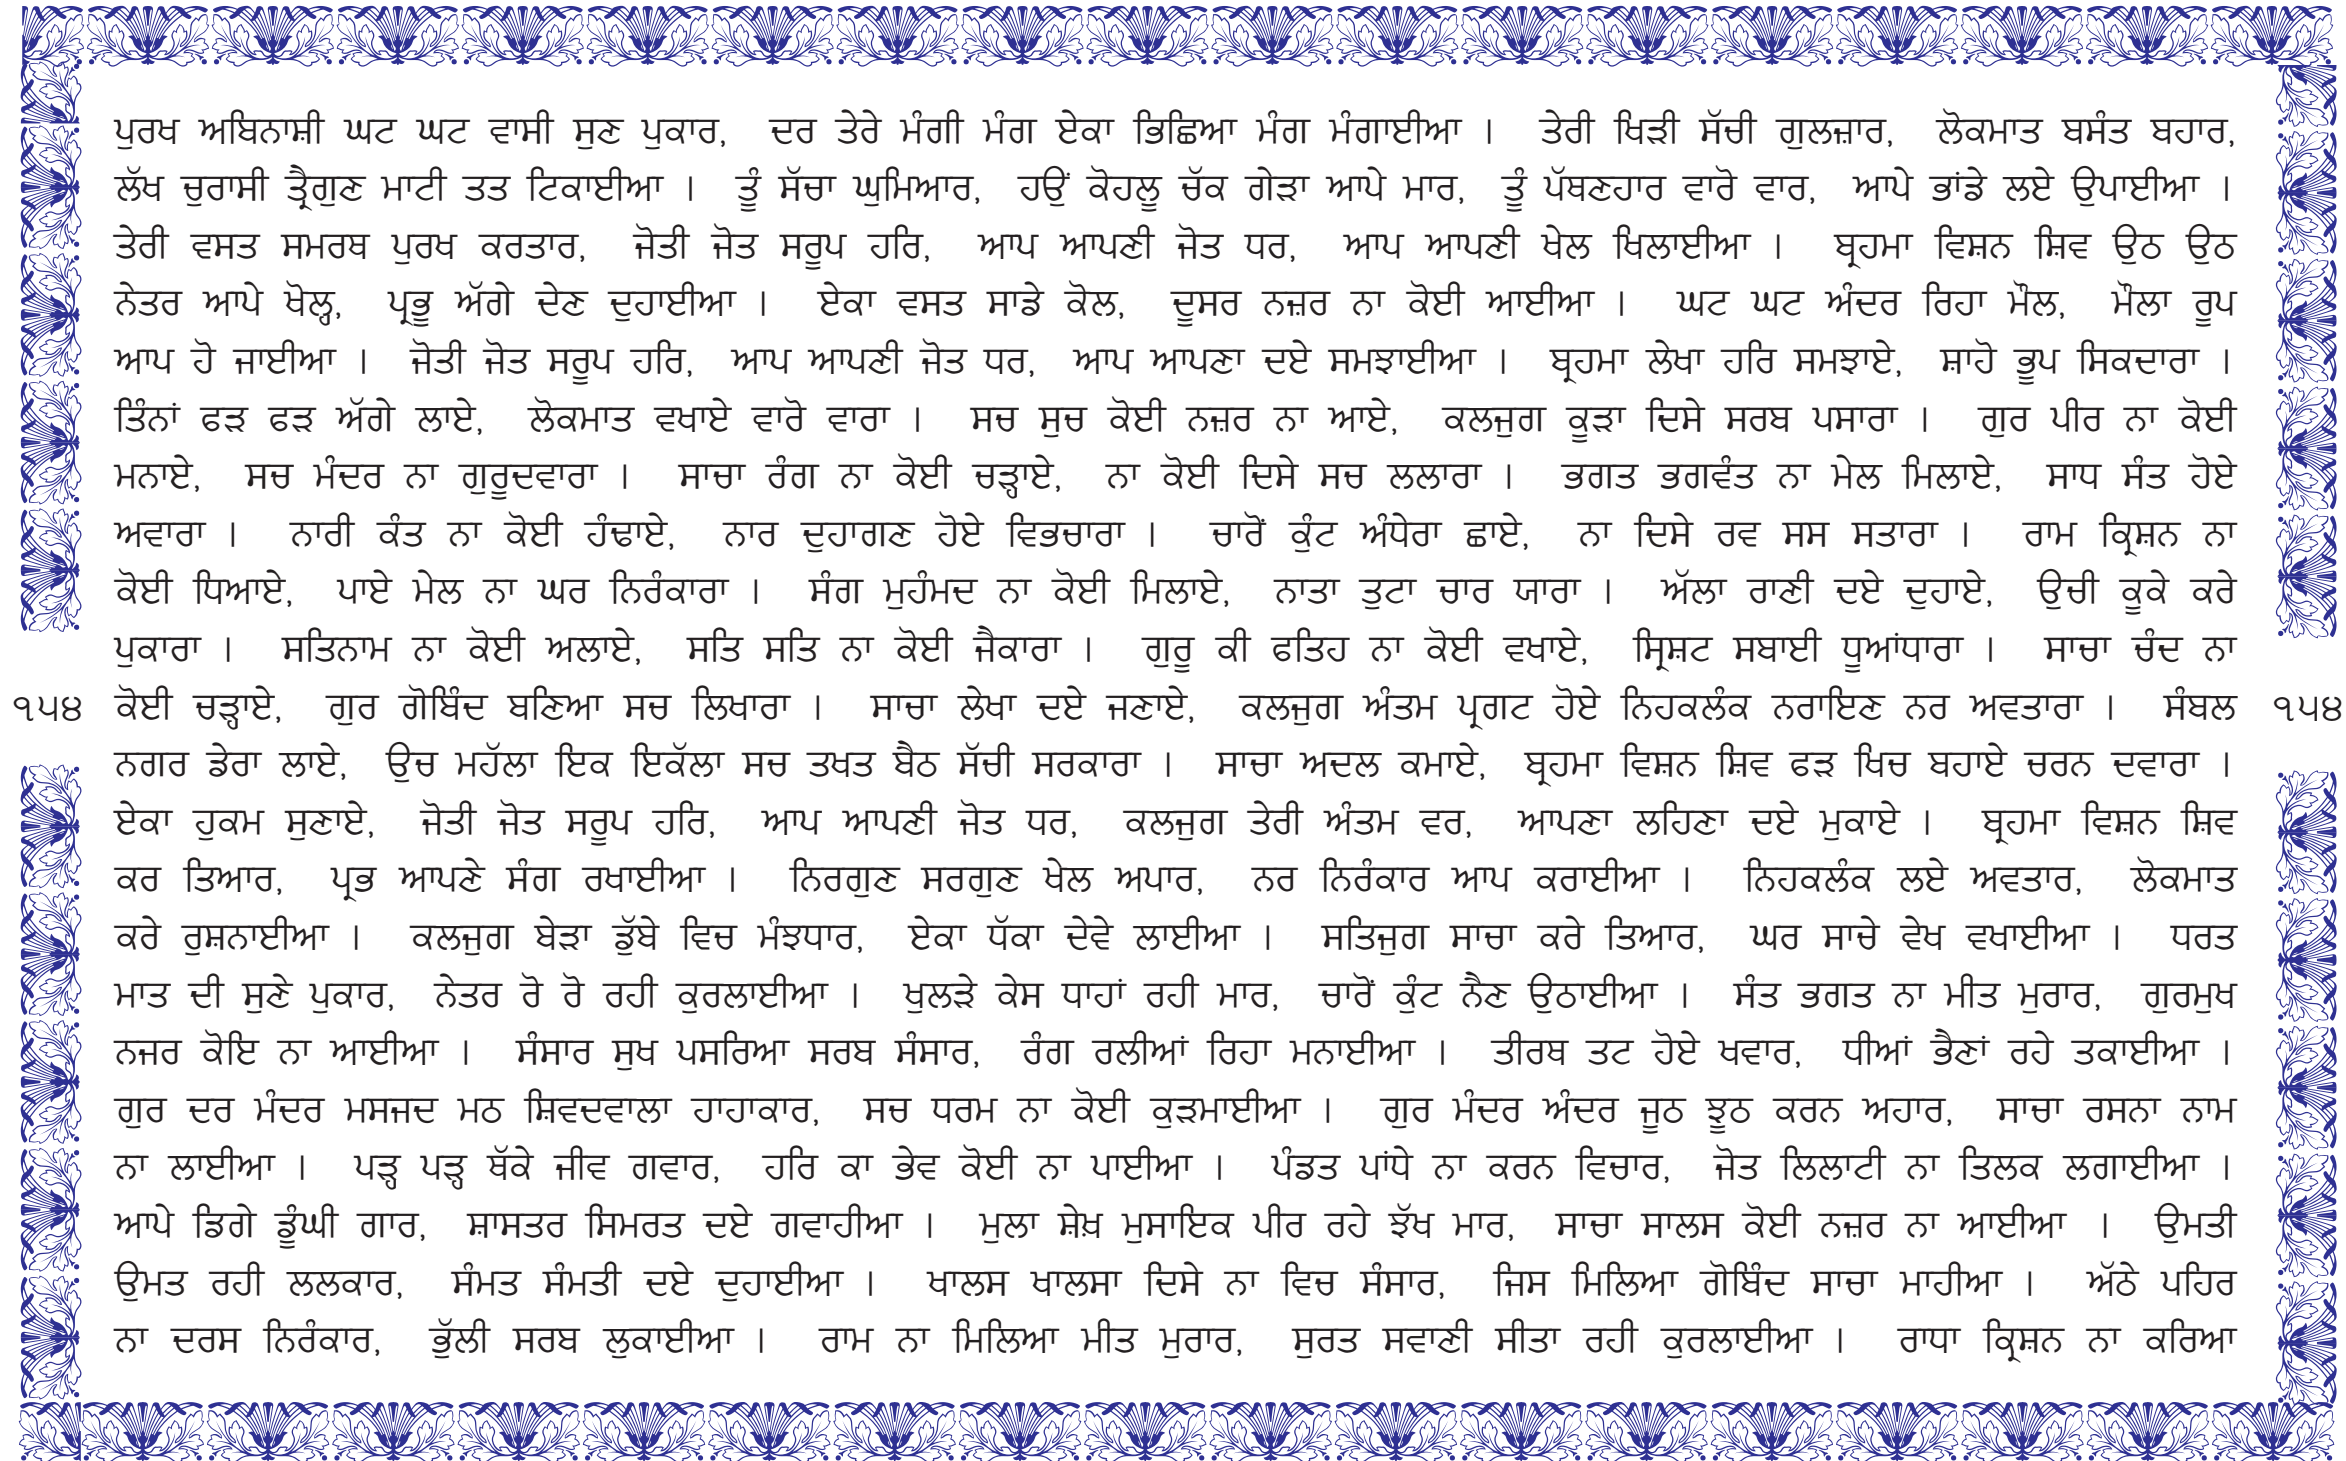 ਪੁਰਖ ਅਬਿਨਾਸ਼ੀ ਘਟ ਘਟ ਵਾਸੀ ਸੁਣ ਪੁਕਾਰ, ਦਰ ਤੇਰੇ ਮੰਗੀ ਮੰਗ ਏਕਾ ਭਿਛਿਆ ਮੰਗ ਮੰਗਾਈਆ । ਤੇਰੀ ਖਿੜੀ ਸੱਚੀ ਗੁਲਜ਼ਾਰ, ਲੋਕਮਾਤ ਬਸੰਤ ਬਹਾਰ,
ਲੱਖ ਚੁਰਾਸੀ ਤ੍ਰੈਗੁਣ ਮਾਟੀ ਤਤ ਟਿਕਾਈਆ । ਤੂੰ ਸੱਚਾ ਘੁਮਿਆਰ, ਹਉਂ ਕੋਹਲੂ ਚੱਕ ਗੇੜਾ ਆਪੇ ਮਾਰ, ਤੂੰ ਪੱਥਣਹਾਰ ਵਾਰੋ ਵਾਰ, ਆਪੇ ਭਾਂਡੇ ਲਏ ਉਪਾਈਆ ।
ਤੇਰੀ ਵਸਤ ਸਮਰਥ ਪੁਰਖ ਕਰਤਾਰ, ਜੋਤੀ ਜੋਤ ਸਰੂਪ ਹਰਿ, ਆਪ ਆਪਣੀ ਜੋਤ ਧਰ, ਆਪ ਆਪਣੀ ਖੇਲ ਖਿਲਾਈਆ । ਬ੍ਰਹਮਾ ਵਿਸ਼ਨ ਸ਼ਿਵ ਉਠ ਉਠ
ਨੇਤਰ ਆਪੇ ਖੋਲ੍ਹ, ਪ੍ਰਭੂ ਅੱਗੇ ਦੇਣ ਦੁਹਾਈਆ । ਏਕਾ ਵਸਤ ਸਾਡੇ ਕੋਲ, ਦੂਸਰ ਨਜ਼ਰ ਨਾ ਕੋਈ ਆਈਆ । ਘਟ ਘਟ ਅੰਦਰ ਰਿਹਾ ਮੌਲ, ਮੌਲਾ ਰੂਪ
ਆਪ ਹੋ ਜਾਈਆ । ਜੋਤੀ ਜੋਤ ਸਰੂਪ ਹਰਿ, ਆਪ ਆਪਣੀ ਜੋਤ ਧਰ, ਆਪ ਆਪਣਾ ਦਏ ਸਮਝਾਈਆ । ਬ੍ਰਹਮਾ ਲੇਖਾ ਹਰਿ ਸਮਝਾਏ, ਸ਼ਾਹੋ ਭੂਪ ਸਿਕਦਾਰਾ ।
ਤਿੰਨਾਂ ਫੜ ਫੜ ਅੱਗੇ ਲਾਏ, ਲੋਕਮਾਤ ਵਖਾਏ ਵਾਰੋ ਵਾਰਾ । ਸਚ ਸੁਚ ਕੋਈ ਨਜ਼ਰ ਨਾ ਆਏ, ਕਲਜੁਗ ਕੂੜਾ ਦਿਸੇ ਸਰਬ ਪਸਾਰਾ । ਗੁਰ ਪੀਰ ਨਾ ਕੋਈ
ਮਨਾਏ, ਸਚ ਮੰਦਰ ਨਾ ਗੁਰੂਦਵਾਰਾ । ਸਾਚਾ ਰੰਗ ਨਾ ਕੋਈ ਚੜ੍ਹਾਏ, ਨਾ ਕੋਈ ਦਿਸੇ ਸਚ ਲਲਾਰਾ । ਭਗਤ ਭਗਵੰਤ ਨਾ ਮੇਲ ਮਿਲਾਏ, ਸਾਧ ਸੰਤ ਹੋਏ
ਅਵਾਰਾ । ਨਾਰੀ ਕੰਤ ਨਾ ਕੋਈ ਹੰਢਾਏ, ਨਾਰ ਦੁਹਾਗਣ ਹੋਏ ਵਿਭਚਾਰਾ । ਚਾਰੋਂ ਕੁੰਟ ਅੰਧੇਰਾ ਛਾਏ, ਨਾ ਦਿਸੇ ਰਵ ਸਸ ਸਤਾਰਾ । ਰਾਮ ਕ੍ਰਿਸ਼ਨ ਨਾ
ਕੋਈ ਧਿਆਏ, ਪਾਏ ਮੇਲ ਨਾ ਘਰ ਨਿਰੰਕਾਰਾ । ਸੰਗ ਮੁਹੰਮਦ ਨਾ ਕੋਈ ਮਿਲਾਏ, ਨਾਤਾ ਤੁਟਾ ਚਾਰ ਯਾਰਾ । ਅੱਲਾ ਰਾਣੀ ਦਏ ਦੁਹਾਏ, ਉਚੀ ਕੂਕੇ ਕਰੇ
ਪੁਕਾਰਾ । ਸਤਿਨਾਮ ਨਾ ਕੋਈ ਅਲਾਏ, ਸਤਿ ਸਤਿ ਨਾ ਕੋਈ ਜੈਕਾਰਾ । ਗੁਰੂ ਕੀ ਫਤਿਹ ਨਾ ਕੋਈ ਵਖਾਏ, ਸ੍ਰਿਸ਼ਟ ਸਬਾਈ ਧੂਆਂਧਾਰਾ । ਸਾਚਾ ਚੰਦ ਨਾ
੧੫੪ ਕੋਈ ਚੜ੍ਹਾਏ, ਗੁਰ ਗੋਬਿੰਦ ਬਣਿਆ ਸਚ ਲਿਖਾਰਾ । ਸਾਚਾ ਲੇਖਾ ਦਏ ਜਣਾਏ, ਕਲਜੁਗ ਅੰਤਮ ਪ੍ਰਗਟ ਹੋਏ ਨਿਹਕਲੰਕ ਨਰਾਇਣ ਨਰ ਅਵਤਾਰਾ । ਸੰਬਲ ੧੫੪
ਨਗਰ ਡੇਰਾ ਲਾਏ, ਉਚ ਮਹੱਲਾ ਇਕ ਇਕੱਲਾ ਸਚ ਤਖਤ ਬੈਠ ਸੱਚੀ ਸਰਕਾਰਾ । ਸਾਚਾ ਅਦਲ ਕਮਾਏ, ਬ੍ਰਹਮਾ ਵਿਸ਼ਨ ਸ਼ਿਵ ਫੜ ਖਿਚ ਬਹਾਏ ਚਰਨ ਦਵਾਰਾ ।
ਏਕਾ ਹੁਕਮ ਸੁਣਾਏ, ਜੋਤੀ ਜੋਤ ਸਰੂਪ ਹਰਿ, ਆਪ ਆਪਣੀ ਜੋਤ ਧਰ, ਕਲਜੁਗ ਤੇਰੀ ਅੰਤਮ ਵਰ, ਆਪਣਾ ਲਹਿਣਾ ਦਏ ਮੁਕਾਏ । ਬ੍ਰਹਮਾ ਵਿਸ਼ਨ ਸ਼ਿਵ
ਕਰ ਤਿਆਰ, ਪ੍ਰਭ ਆਪਣੇ ਸੰਗ ਰਖਾਈਆ । ਨਿਰਗੁਣ ਸਰਗੁਣ ਖੇਲ ਅਪਾਰ, ਨਰ ਨਿਰੰਕਾਰ ਆਪ ਕਰਾਈਆ । ਨਿਹਕਲੰਕ ਲਏ ਅਵਤਾਰ, ਲੋਕਮਾਤ
ਕਰੇ ਰੁਸ਼ਨਾਈਆ । ਕਲਜੁਗ ਬੇੜਾ ਡੁੱਬੇ ਵਿਚ ਮੰਝਧਾਰ, ਏਕਾ ਧੱਕਾ ਦੇਵੇ ਲਾਈਆ । ਸਤਿਜੁਗ ਸਾਚਾ ਕਰੇ ਤਿਆਰ, ਘਰ ਸਾਚੇ ਵੇਖ ਵਖਾਈਆ । ਧਰਤ
ਮਾਤ ਦੀ ਸੁਣੇ ਪੁਕਾਰ, ਨੇਤਰ ਰੋ ਰੋ ਰਹੀ ਕੁਰਲਾਈਆ । ਖੁਲੜੇ ਕੇਸ ਧਾਹਾਂ ਰਹੀ ਮਾਰ, ਚਾਰੋਂ ਕੁੰਟ ਨੈਣ ਉਠਾਈਆ । ਸੰਤ ਭਗਤ ਨਾ ਮੀਤ ਮੁਰਾਰ, ਗੁਰਮੁਖ
ਨਜਰ ਕੋਇ ਨਾ ਆਈਆ । ਸੰਸਾਰ ਸੁਖ ਪਸਰਿਆ ਸਰਬ ਸੰਸਾਰ, ਰੰਗ ਰਲੀਆਂ ਰਿਹਾ ਮਨਾਈਆ । ਤੀਰਥ ਤਟ ਹੋਏ ਖਵਾਰ, ਧੀਆਂ ਭੈਣਾਂ ਰਹੇ ਤਕਾਈਆ ।
ਗੁਰ ਦਰ ਮੰਦਰ ਮਸਜਦ ਮਠ ਸ਼ਿਵਦਵਾਲਾ ਹਾਹਾਕਾਰ, ਸਚ ਧਰਮ ਨਾ ਕੋਈ ਕੁੜਮਾਈਆ । ਗੁਰ ਮੰਦਰ ਅੰਦਰ ਜੂਠ ਝੂਠ ਕਰਨ ਅਹਾਰ, ਸਾਚਾ ਰਸਨਾ ਨਾਮ
ਨਾ ਲਾਈਆ । ਪੜ੍ਹ ਪੜ੍ਹ ਥੱਕੇ ਜੀਵ ਗਵਾਰ, ਹਰਿ ਕਾ ਭੇਵ ਕੋਈ ਨਾ ਪਾਈਆ । ਪੰਡਤ ਪਾਂਧੇ ਨਾ ਕਰਨ ਵਿਚਾਰ, ਜੋਤ ਲਿਲਾਟੀ ਨਾ ਤਿਲਕ ਲਗਾਈਆ ।
ਆਪੇ ਡਿਗੇ ਡੂੰਘੀ ਗਾਰ, ਸ਼ਾਸਤਰ ਸਿਮਰਤ ਦਏ ਗਵਾਹੀਆ । ਮੁਲਾ ਸ਼ੇਖ਼ ਮੁਸਾਇਕ ਪੀਰ ਰਹੇ ਝੱਖ ਮਾਰ, ਸਾਚਾ ਸਾਲਸ ਕੋਈ ਨਜ਼ਰ ਨਾ ਆਈਆ । ਉਮਤੀ
ਉਮਤ ਰਹੀ ਲਲਕਾਰ, ਸੰਮਤ ਸੰਮਤੀ ਦਏ ਦੁਹਾਈਆ । ਖਾਲਸ ਖਾਲਸਾ ਦਿਸੇ ਨਾ ਵਿਚ ਸੰਸਾਰ, ਜਿਸ ਮਿਲਿਆ ਗੋਬਿੰਦ ਸਾਚਾ ਮਾਹੀਆ । ਅੱਠੇ ਪਹਿਰ
ਨਾ ਦਰਸ ਨਿਰੰਕਾਰ, ਭੁੱਲੀ ਸਰਬ ਲੁਕਾਈਆ । ਰਾਮ ਨਾ ਮਿਲਿਆ ਮੀਤ ਮੁਰਾਰ, ਸੁਰਤ ਸਵਾਣੀ ਸੀਤਾ ਰਹੀ ਕੁਰਲਾਈਆ । ਰਾਧਾ ਕ੍ਰਿਸ਼ਨ ਨਾ ਕਰਿਆ